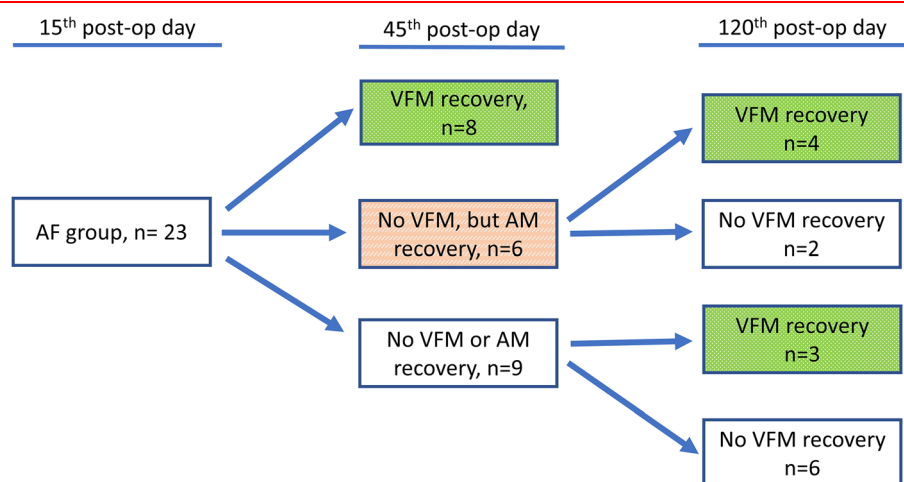 15th post-op day
45th post-op day
120th post-op day
VFM recovery,
n=8
VFM recovery
n=4
AF group, n= 23
No VFM, but AM
recovery, n=6
No VFM recovery
n=2
No VFM or AM
recovery, n=9
VFM recovery
n=3
No VFM recovery
n=6